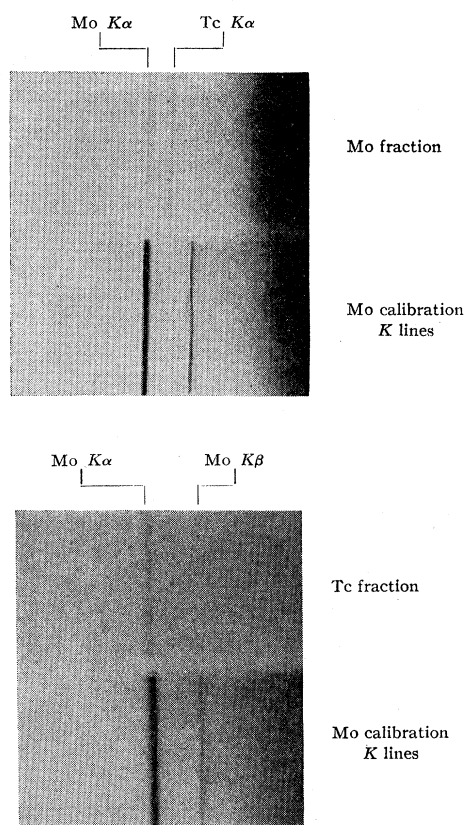 Mo Kα Tc Kα
Mo fraction
Mo calibration
K lines
Mo Kα Mo Kβ
Tc fraction
Mo calibration
K lines